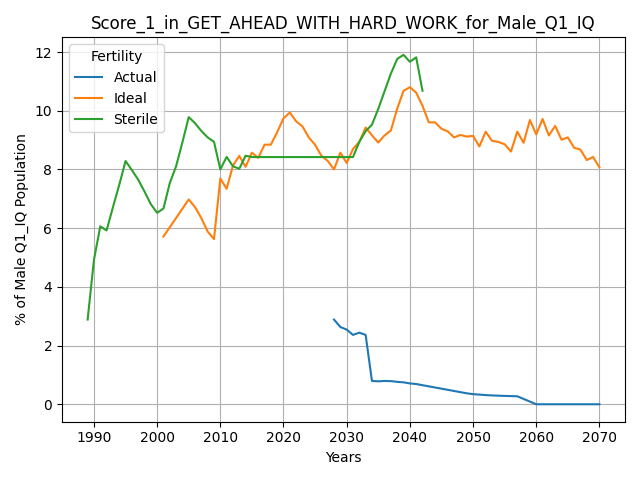 Score_1_in_GET_AHEAD_WITH_HARD_WORK_for_Male_Q1_IQ
Fertility
Actual
Ideal
Sterile
% of Male Q1_IQ Population
12
10
8
6
4
2
0
1990 2000 2010 2020 2030 2040 2050 2060 2070
Years